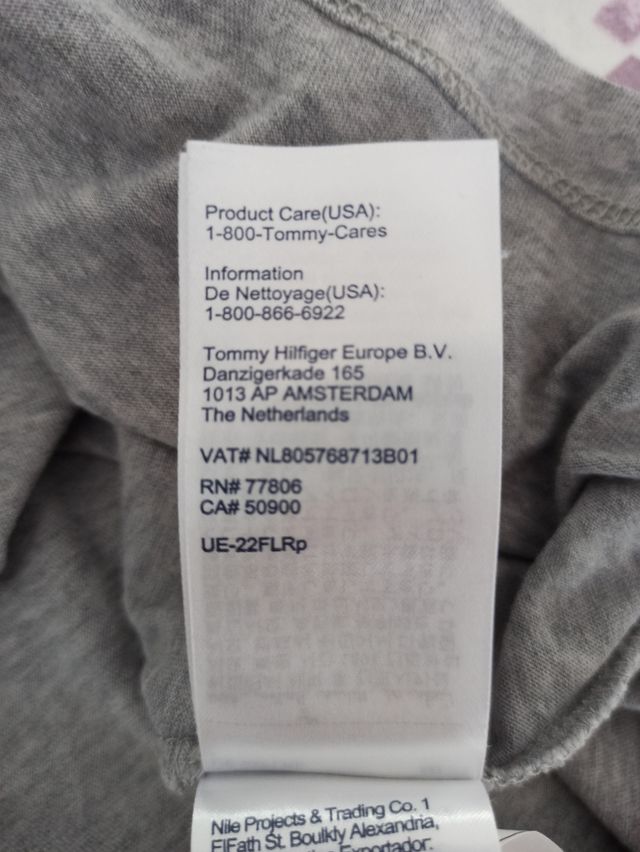 Product Care(USA):
1-800-Tommy-Cares
Information
De Nettoyage(USA):
1-800-866-6922
Tommy Hilfiger Europe B.V.
Danzigerkade 165
1013 AP AMSTERDAM
The Netherlands
VAT# NL805768713B01
RN# 77806
CA# 50900
UE-22FLRp
Nile Projects & Trading Co. 1
ElFath St. Boulkly Alexandria,
Exportador: